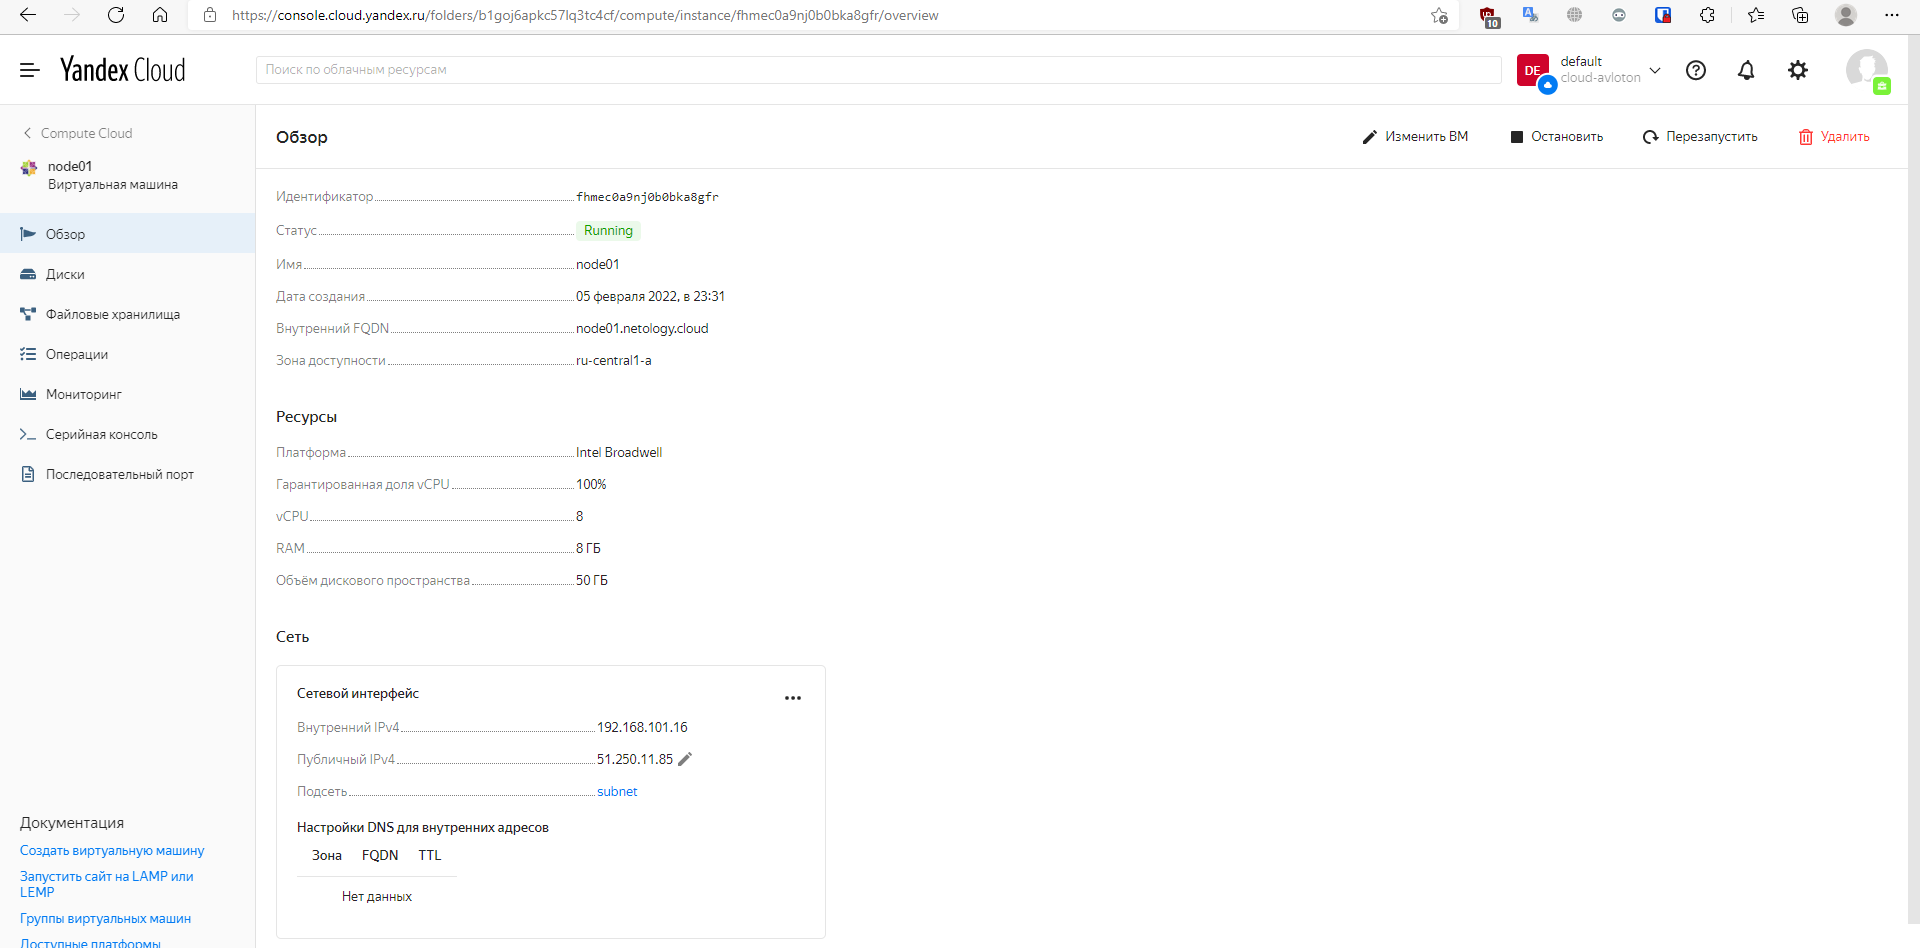 https://console.cloud.yandex.ru/folders/b1goj6apkc57lq3tc4cf/compute/instance/fhmec0a9nj0b0bka8gfr/overview
10
Yandex Cloud
Поиск по облачным ресурсам
DE
default
cloud-avloton
Compute Cloud
node01
Виртуальная машина
Обзор
Диски
Файловые хранилища
Операции
Мониторинг
Серийная консоль
Последовательный порт
Документация
Создать виртуальную машину
Запустить сайт на LAMP или
LEMP
Группы виртуальных машин
Доступные платформы
Обзор
Изменить ВМ
Остановить
Перезапустить
Удалить
Идентификатор fhmec0a9nj0b0bka8gfr
Статус Running
Имя node01
Дата создания 05 февраля 2022, в 23:31
Внутренний FQDN node01.netology.cloud
Зона доступности ru-central1-a
Ресурсы
Платформа Intel Broadwell
Гарантированная доля vCPU 100%
vCPU 8
RAM 8 ГБ
Объём дискового пространства 50 ГБ
Сеть
Сетевой интерфейс
Внутренний IPv4 192.168.101.16
Публичный IPv4 51.250.11.85
Подсеть subnet
Настройки DNS для внутренних адресов
Зона FQDN TTL
Нет данных